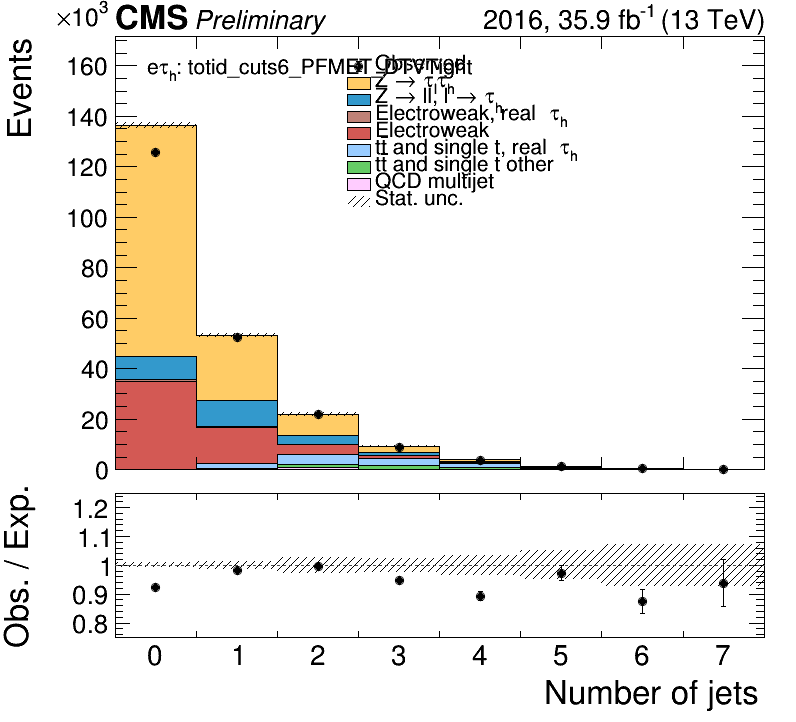 ×10³ CMS Preliminary 2016, 35.9 fb⁻¹ (13 TeV)
Events
160
140
120
100
80
60
40
20
0
eτh: totid_cuts6_PFMET_DTVTight
Observed
Z → τlτh
Z → ll, l → τh
Electroweak, real τh
Electroweak
tt̄ and single t, real τh
tt̄ and single t other
QCD multijet
Stat. unc.
Obs. / Exp.
1.2
1.1
1
0.9
0.8
0 1 2 3 4 5 6 7
Number of jets